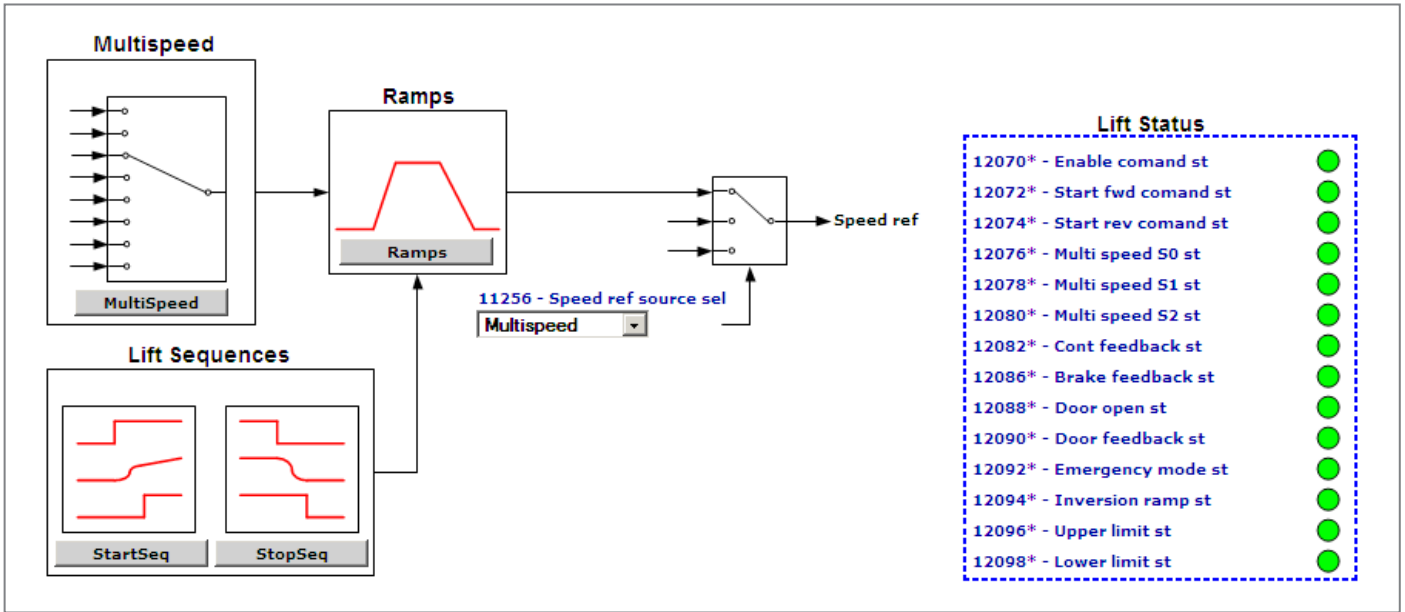 Multispeed
MultiSpeed
Ramps
Ramps
Speed ref
11256 - Speed ref source sel
Multispeed
Lift Sequences
StartSeq
StopSeq
Lift Status
12070* - Enable comand st
12072* - Start fwd comand st
12074* - Start rev comand st
12076* - Multi speed S0 st
12078* - Multi speed S1 st
12080* - Multi speed S2 st
12082* - Cont feedback st
12086* - Brake feedback st
12088* - Door open st
12090* - Door feedback st
12092* - Emergency mode st
12094* - Inversion ramp st
12096* - Upper limit st
12098* - Lower limit st